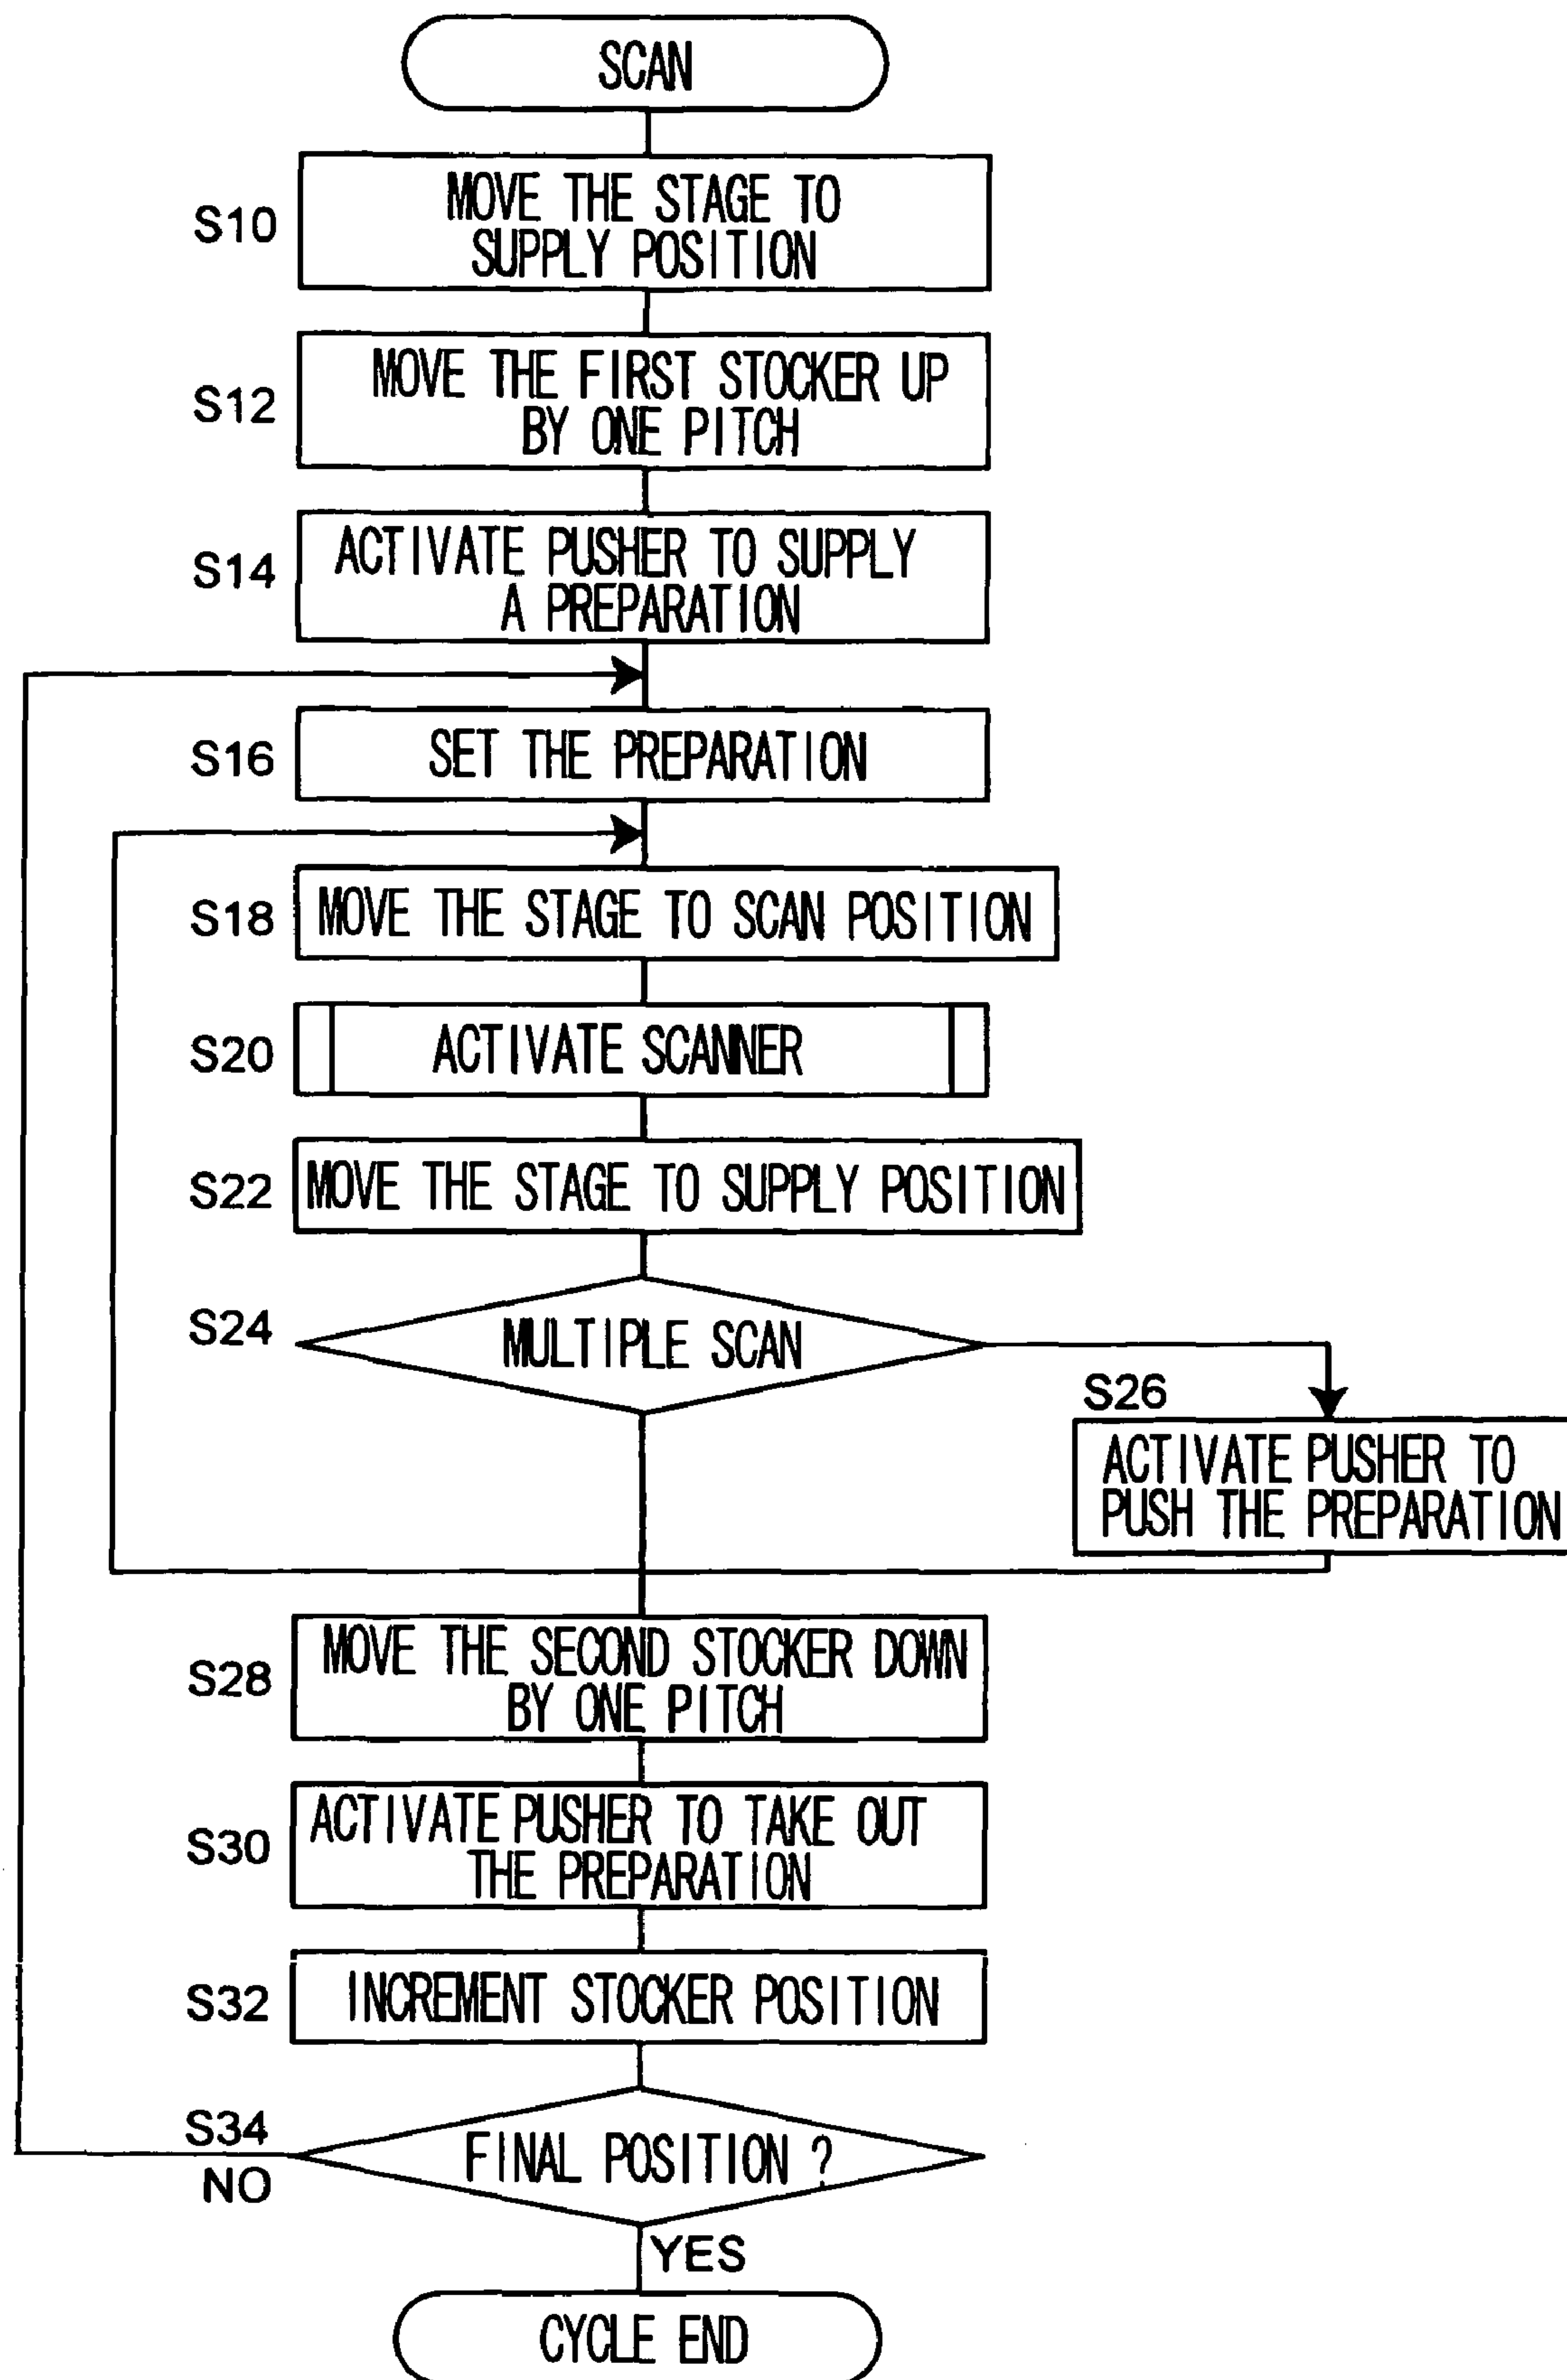 SCAN
S10
MOVE THE STAGE TO
SUPPLY POSITION
S12
MOVE THE FIRST STOCKER UP
BY ONE PITCH
S14
ACTIVATE PUSHER TO SUPPLY
A PREPARATION
S16
SET THE PREPARATION
S18
MOVE THE STAGE TO SCAN POSITION
S20
ACTIVATE SCANNER
S22
MOVE THE STAGE TO SUPPLY POSITION
S24
MULTIPLE SCAN
S26
ACTIVATE PUSHER TO
PUSH THE PREPARATION
S28
MOVE THE SECOND STOCKER DOWN
BY ONE PITCH
S30
ACTIVATE PUSHER TO TAKE OUT
THE PREPARATION
S32
INCREMENT STOCKER POSITION
S34
FINAL POSITION ?
NO
YES
CYCLE END